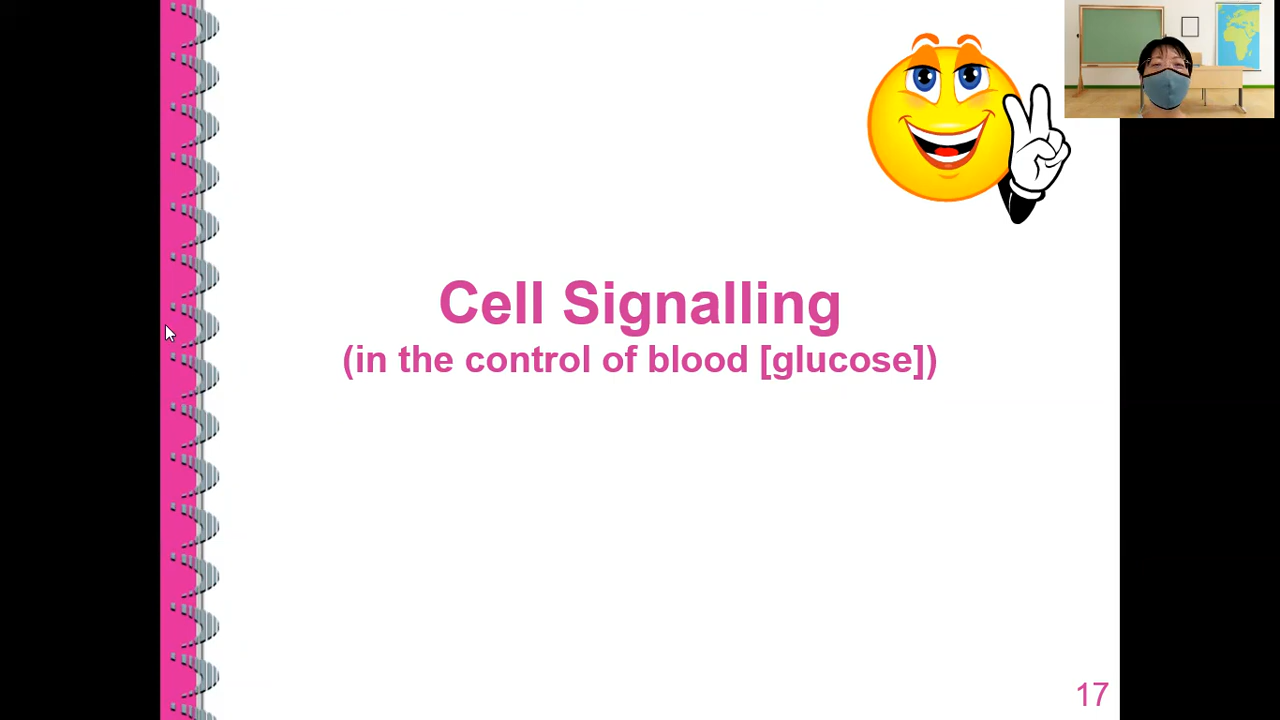 Cell Signalling
(in the control of blood [glucose])
17